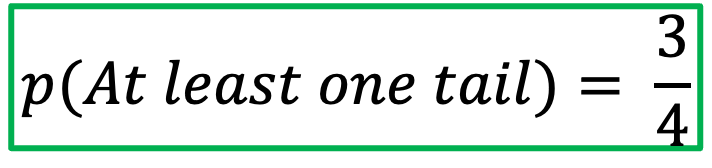 p(At least one tail) = 3/4